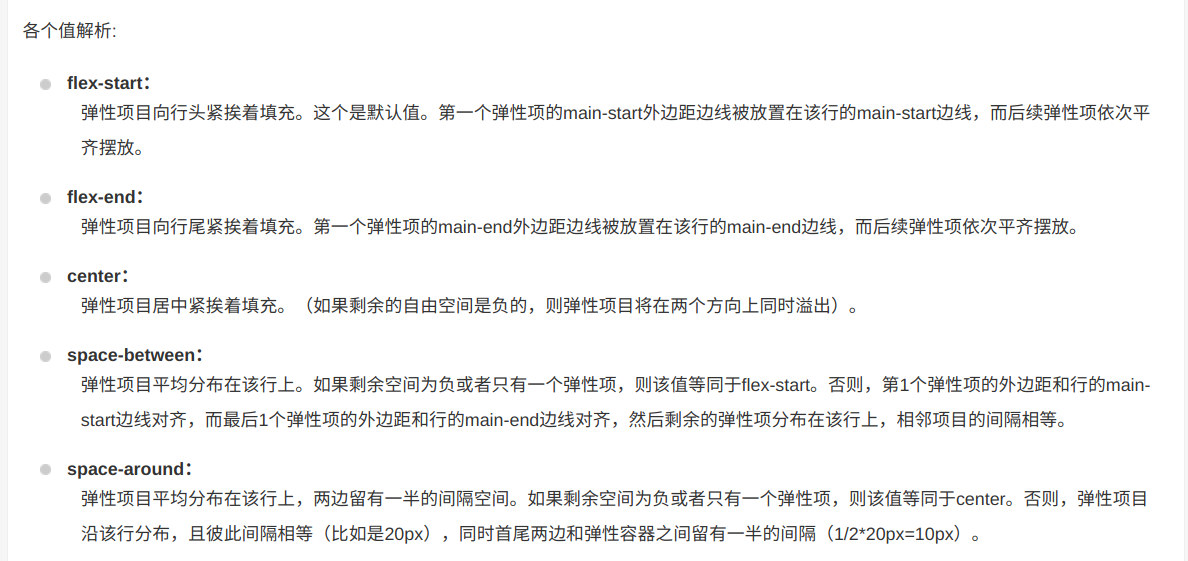 各个值解析:
flex-start：
弹性项目向行头紧挨着填充。这个是默认值。第一个弹性项的main-start外边距边线被放置在该行的main-start边线，而后续弹性项依次平
齐摆放。
flex-end：
弹性项目向行尾紧挨着填充。第一个弹性项的main-end外边距边线被放置在该行的main-end边线，而后续弹性项依次平齐摆放。
center：
弹性项目居中紧挨着填充。（如果剩余的自由空间是负的，则弹性项目将在两个方向上同时溢出）。
space-between：
弹性项目平均分布在该行上。如果剩余空间为负或者只有一个弹性项，则该值等同于flex-start。否则，第1个弹性项的外边距和行的main-
start边线对齐，而最后1个弹性项的外边距和行的main-end边线对齐，然后剩余的弹性项分布在该行上，相邻项目的间隔相等。
space-around：
弹性项目平均分布在该行上，两边留有一半的间隔空间。如果剩余空间为负或者只有一个弹性项，则该值等同于center。否则，弹性项目
沿该行分布，且彼此间隔相等（比如是20px），同时首尾两边和弹性容器之间留有一半的间隔（1/2*20px=10px）。